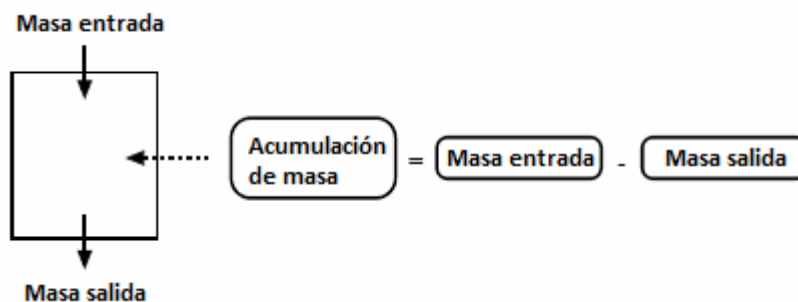 Masa entrada
Acumulación
de masa
= Masa entrada - Masa salida
Masa salida